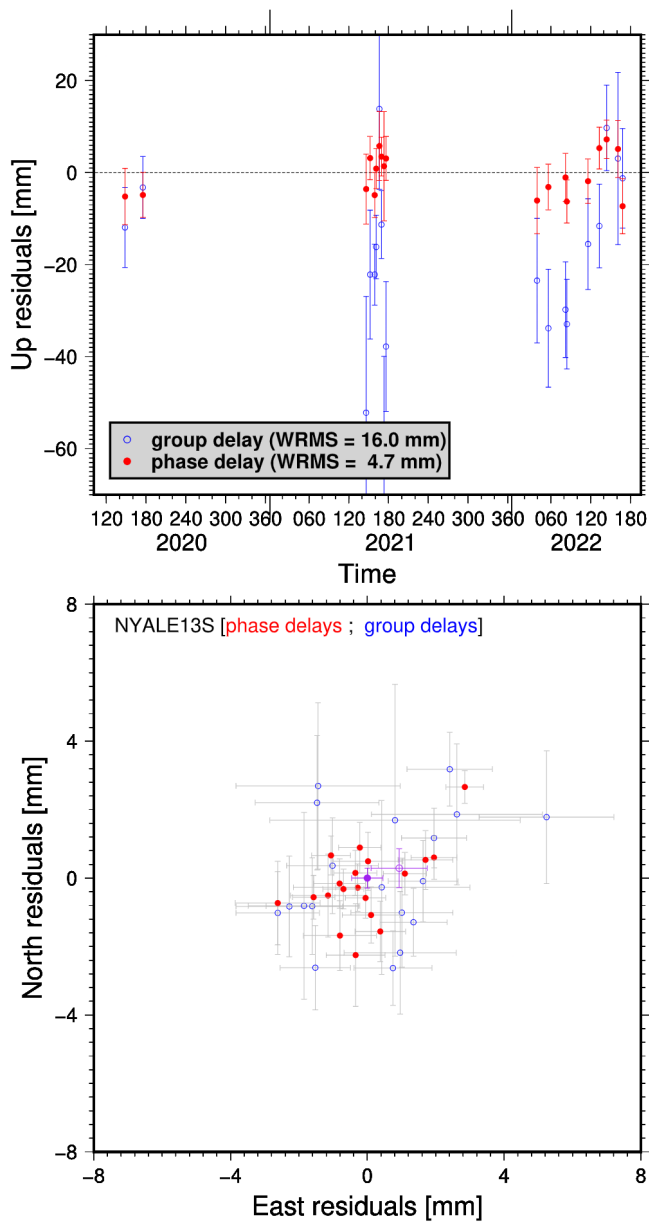 20
0
−20
−40
−60
Up residuals [mm]
group delay (WRMS = 16.0 mm)
phase delay (WRMS =  4.7 mm)
120 180 240 300 360 060 120 180 240 300 360 060 120 180
2020 2021 2022
Time
8
4
0
−4
−8
North residuals [mm]
NYALE13S [phase delays ; group delays]
−8 −4 0 4 8
East residuals [mm]